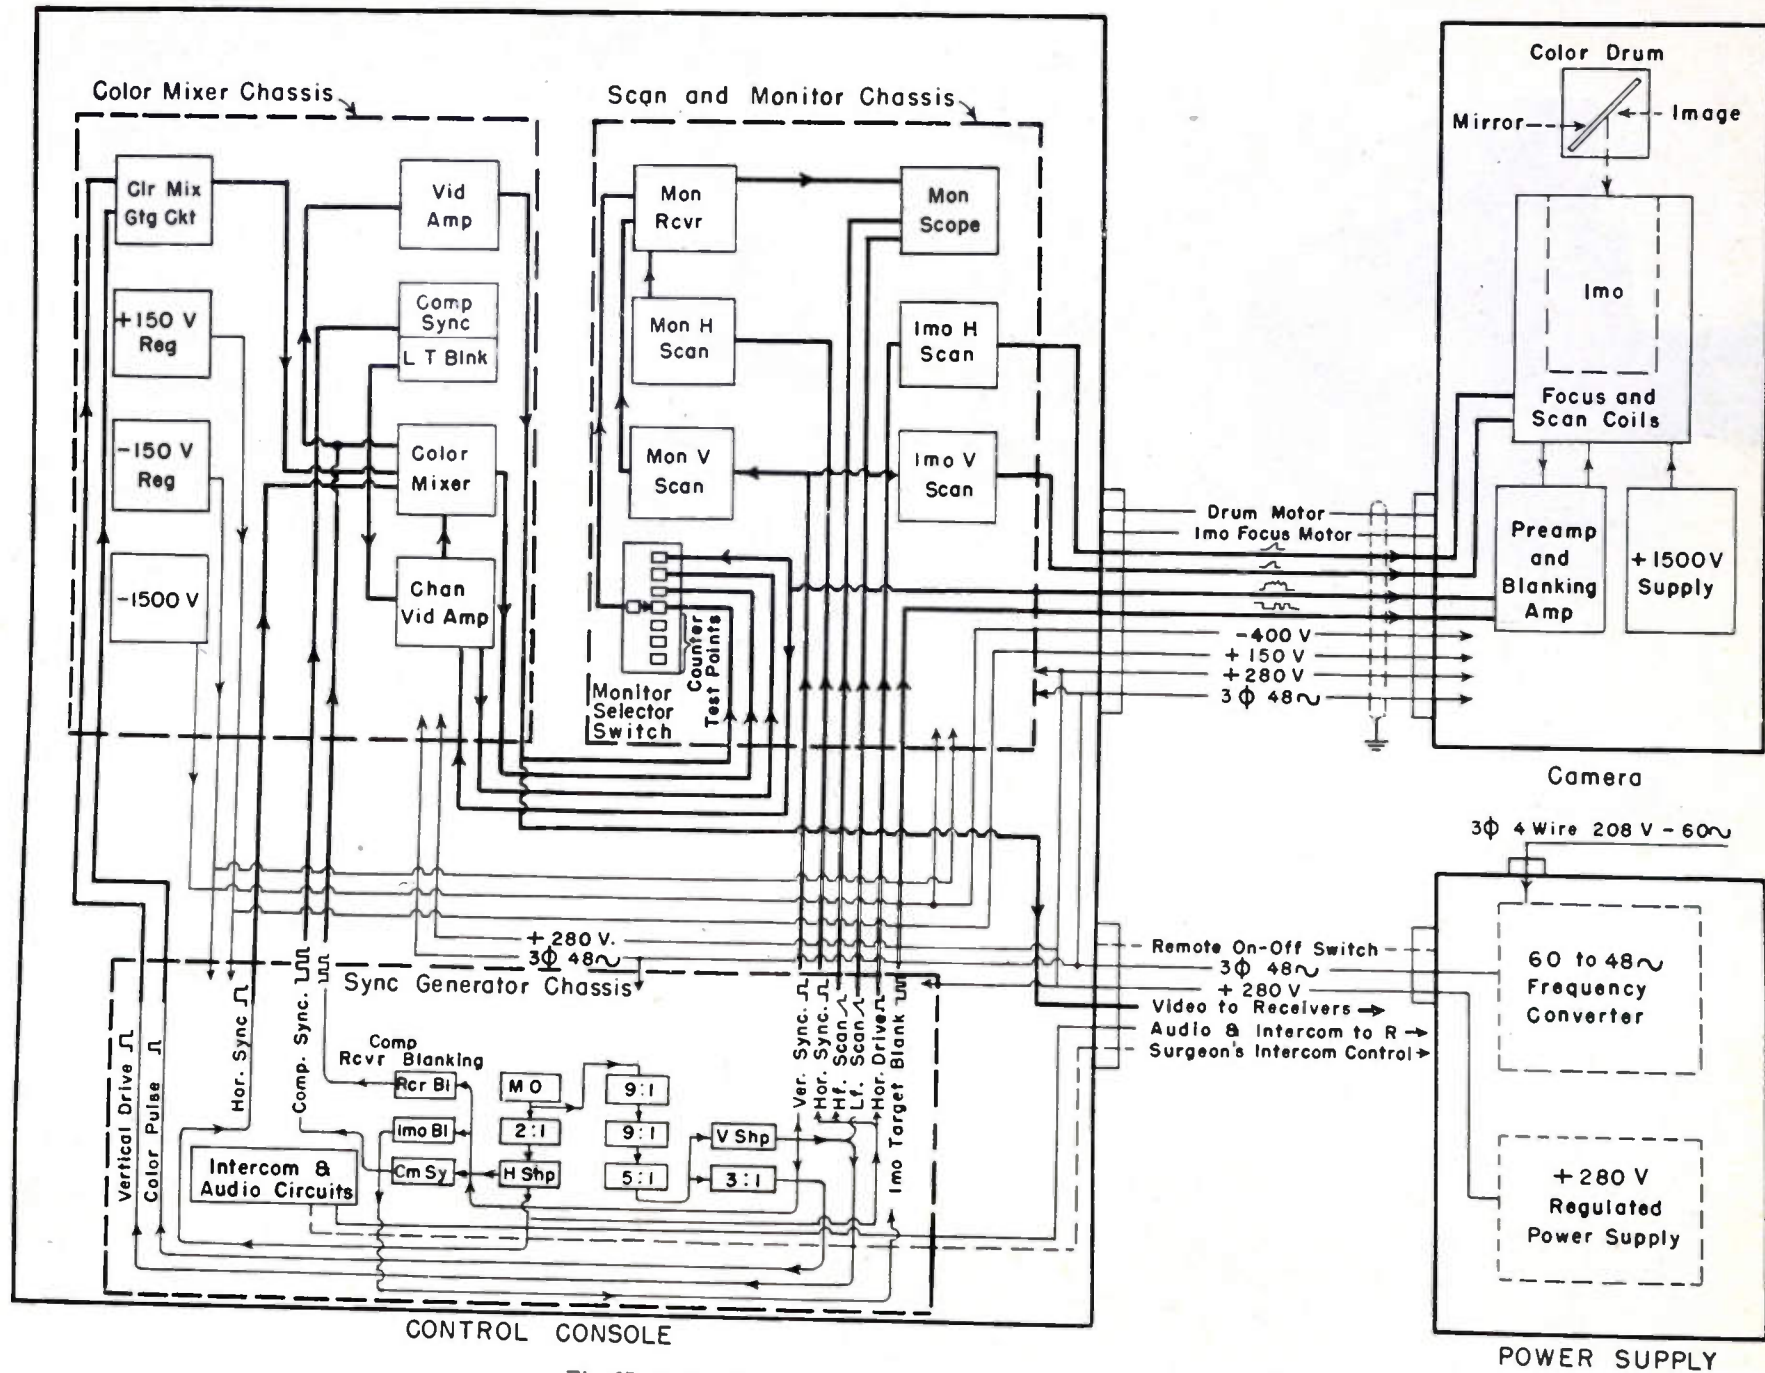 Color Mixer Chassis
Clr Mix
Gtg Ckt
Vid
Amp
+150 V
Reg
Comp
Sync
L T Blnk
-150 V
Reg
Color
Mixer
-1500 V
Chan
Vid Amp
Scan and Monitor Chassis
Mon
Rcvr
Mon
Scope
Mon H
Scan
Imo H
Scan
Mon V
Scan
Imo V
Scan
Counter
Test Points
Monitor
Selector
Switch
+ 280 V.
3ϕ 48~
Sync Generator Chassis
Vertical Drive
Color Pulse
Hor. Sync
Comp. Sync.
Comp
Rcvr Blanking
Rcr Bl
Imo Bl
Cm Sy
M O
2:1
H Shp
9:1
9:1
5:1
V Shp
3:1
Intercom &
Audio Circuits
Ver. Sync.
Hor. Sync.
Hf. Scan
Lf. Scan
Hor. Drive
Imo Target Blank
CONTROL CONSOLE
Drum Motor
Imo Focus Motor
-400 V
+150 V
+280 V
3ϕ 48~
Remote On-Off Switch
3ϕ 48~
+ 280 V
Video to Receivers
Audio & Intercom to R
Surgeon's Intercom Control
Color Drum
Mirror
Image
Imo
Focus and
Scan Coils
Preamp
and
Blanking
Amp
+1500V
Supply
Camera
3ϕ 4 Wire 208 V - 60~
60 to 48~
Frequency
Converter
+ 280 V
Regulated
Power Supply
POWER SUPPLY